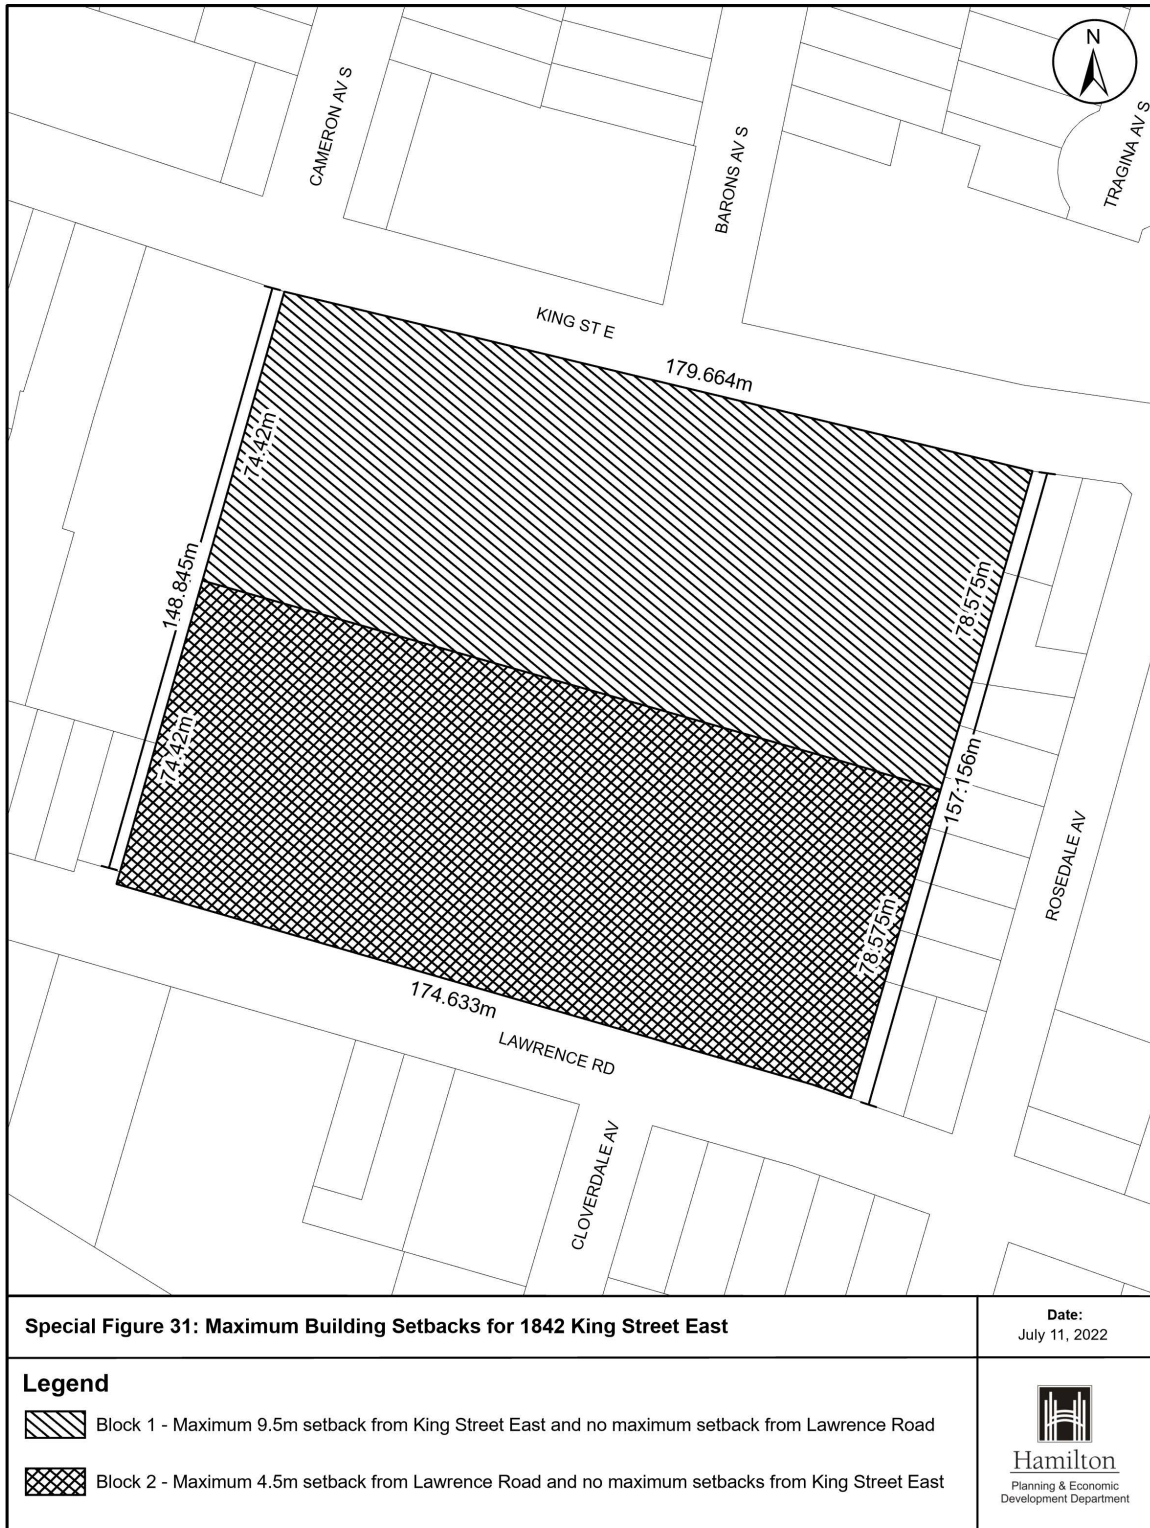 N
CAMERON AV S
BARONS AV S
TRAGINA AV S
KING ST E
179.664m
74.42m
148.845m
78.575m
74.42m
157.156m
ROSEDALE AV
78.575m
174.633m
LAWRENCE RD
CLOVERDALE AV
Special Figure 31: Maximum Building Setbacks for 1842 King Street East
Date:
July 11, 2022
Legend
Block 1 - Maximum 9.5m setback from King Street East and no maximum setback from Lawrence Road
Block 2 - Maximum 4.5m setback from Lawrence Road and no maximum setbacks from King Street East
Hamilton
Planning & Economic
Development Department